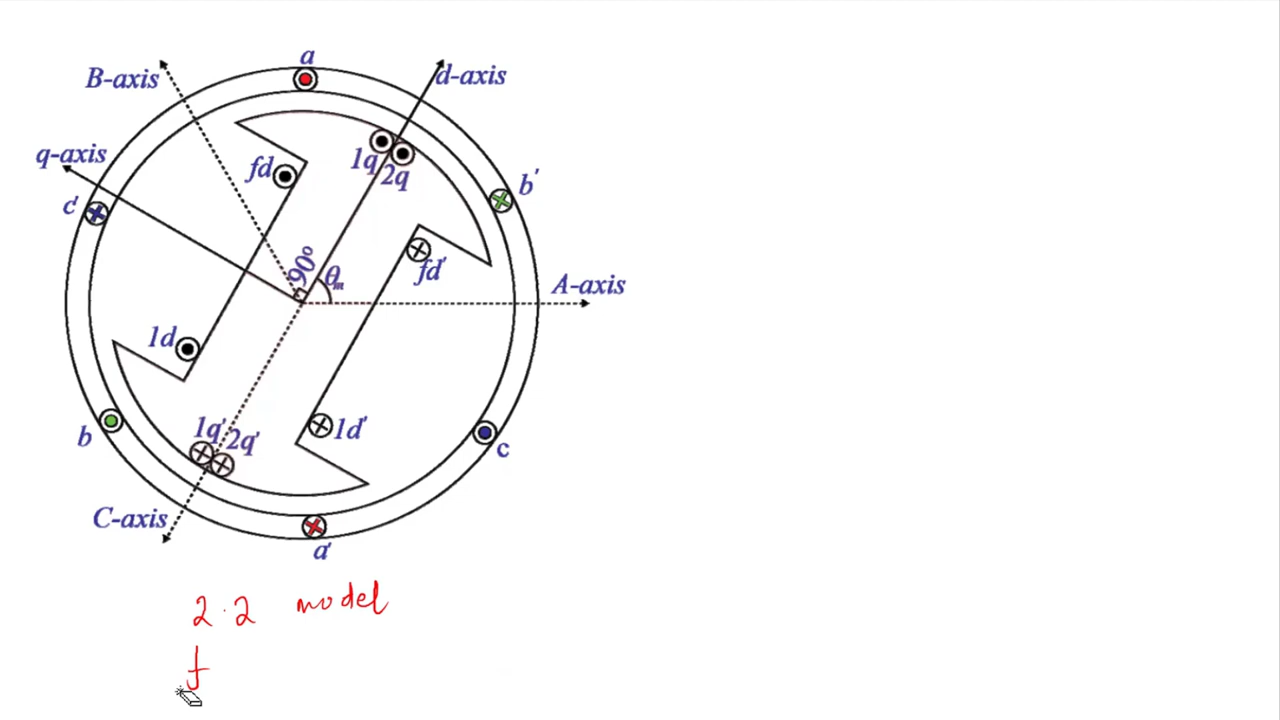 a
B-axis
d-axis
q-axis
1q
2q
fd
b'
c'
fd'
90°
θm
A-axis
1d
1q'
2q'
1d'
b
c
C-axis
a'
2.2 model
f